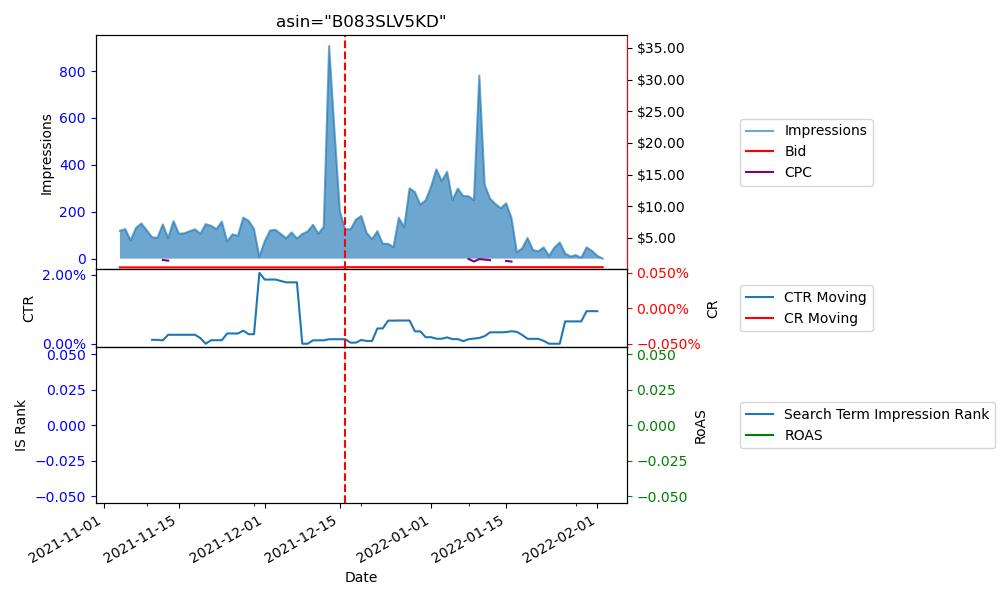 asin="B083SLV5KD"
Impressions
800
600
400
200
0
$35.00
$30.00
$25.00
$20.00
$15.00
$10.00
$5.00
Impressions
Bid
CPC
CTR
2.00%
0.00%
0.050%
0.000%
−0.050%
CR
CTR Moving
CR Moving
IS Rank
0.050
0.025
0.000
−0.025
−0.050
0.050
0.025
0.000
−0.025
−0.050
RoAS
Search Term Impression Rank
ROAS
2021-11-01
2021-11-15
2021-12-01
2021-12-15
2022-01-01
2022-01-15
2022-02-01
Date